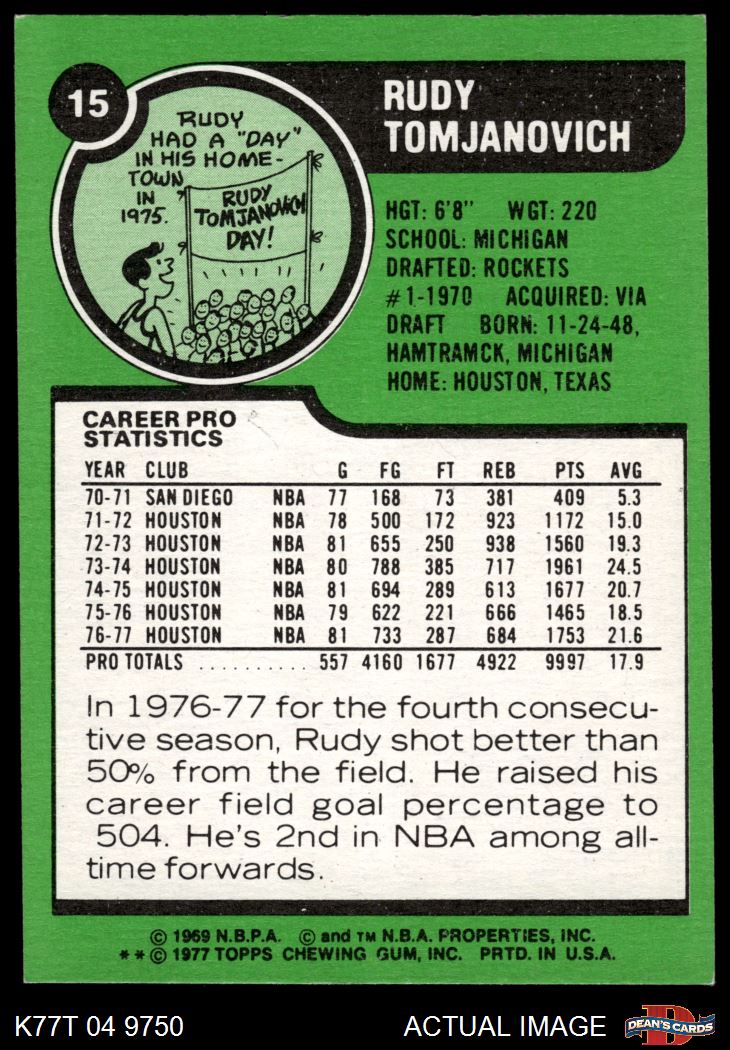 15
RUDY
TOMJANOVICH
RUDY
HAD A "DAY"
IN HIS HOME-
TOWN
IN
1975.
RUDY
TOMJANOVICH
DAY!
HGT: 6'8" WGT: 220
SCHOOL: MICHIGAN
DRAFTED: ROCKETS
#1-1970 ACQUIRED: VIA
DRAFT BORN: 11-24-48,
HAMTRAMCK, MICHIGAN
HOME: HOUSTON, TEXAS
CAREER PRO
STATISTICS
YEAR CLUB G FG FT REB PTS AVG
70-71 SAN DIEGO NBA 77 168 73 381 409 5.3
71-72 HOUSTON NBA 78 500 172 923 1172 15.0
72-73 HOUSTON NBA 81 655 250 938 1560 19.3
73-74 HOUSTON NBA 80 788 385 717 1961 24.5
74-75 HOUSTON NBA 81 694 289 613 1677 20.7
75-76 HOUSTON NBA 79 622 221 666 1465 18.5
76-77 HOUSTON NBA 81 733 287 684 1753 21.6
PRO TOTALS .......... 557 4160 1677 4922 9997 17.9
In 1976-77 for the fourth consecu-
tive season, Rudy shot better than
50% from the field. He raised his
career field goal percentage to
504. He's 2nd in NBA among all-
time forwards.
© 1969 N.B.P.A. © and TM N.B.A. PROPERTIES, INC.
**© 1977 TOPPS CHEWING GUM, INC. PRTD. IN U.S.A.
K77T 04 9750 ACTUAL IMAGE
D
DEAN'S CARDS